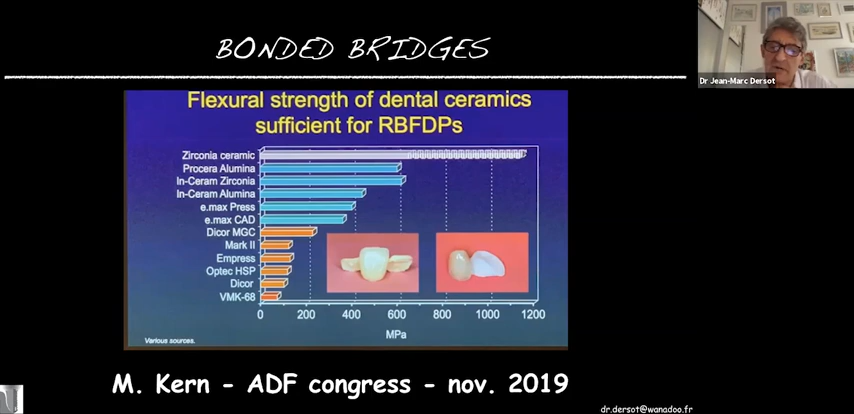 BONDED BRIDGES
Dr Jean-Marc Dersot
Flexural strength of dental ceramics
sufficient for RBFDPs
Zirconia ceramic
Procera Alumina
In-Ceram Zirconia
In-Ceram Alumina
e.max Press
e.max CAD
Dicor MGC
Mark II
Empress
Optec HSP
Dicor
VMK-68
0 200 400 600 800 1000 1200
MPa
Various sources.
M. Kern - ADF congress - nov. 2019
dr.dersot@wanadoo.fr